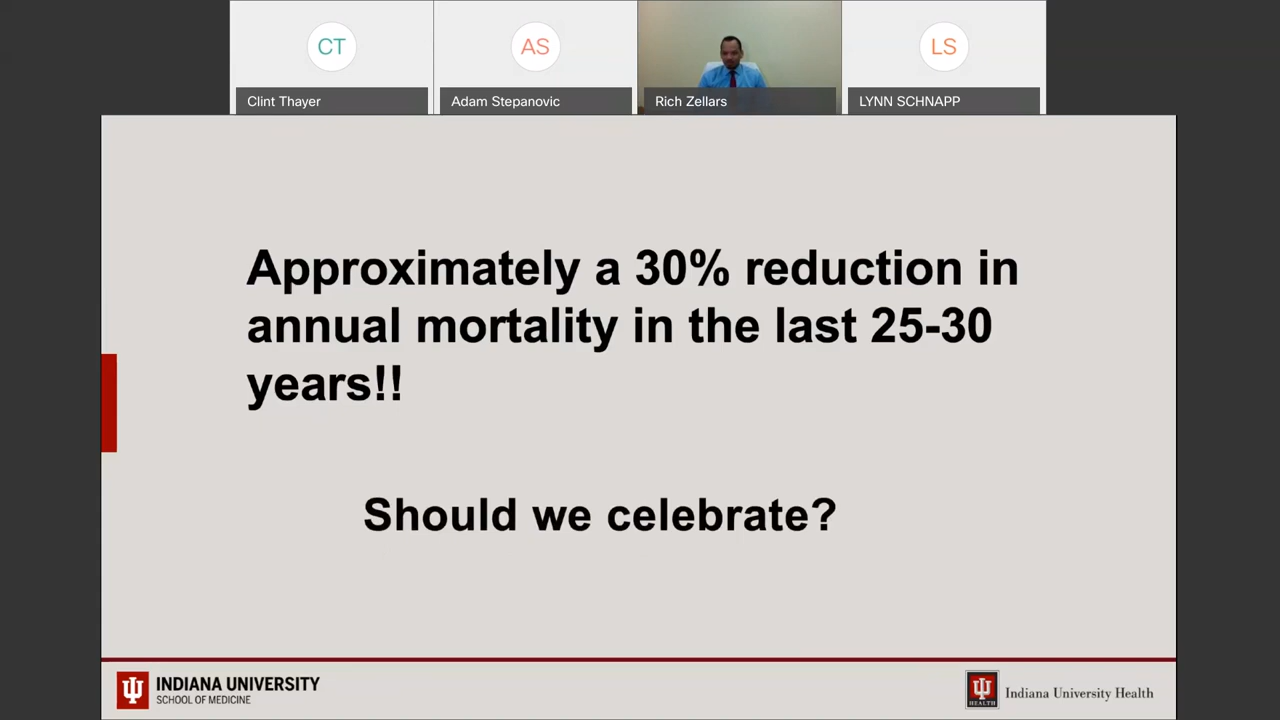 CT
AS
LS
Clint Thayer
Adam Stepanovic
Rich Zellars
LYNN SCHNAPP
Approximately a 30% reduction in
annual mortality in the last 25-30
years!!
Should we celebrate?
INDIANA UNIVERSITY
SCHOOL OF MEDICINE
HEALTH
Indiana University Health